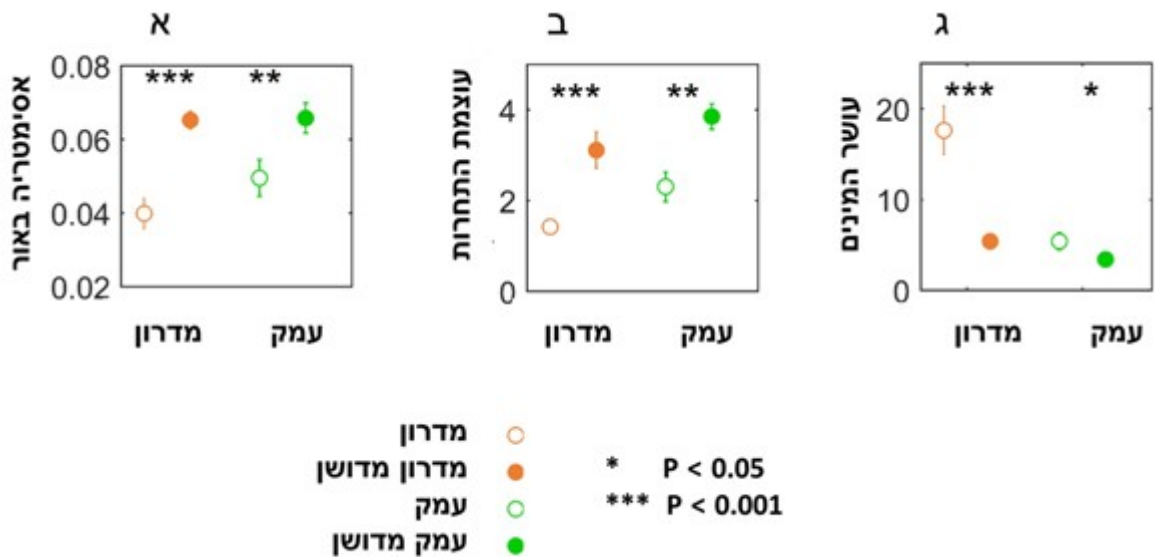 א
אסימטריה באור
0.08
0.06
0.04
0.02
*** **
מדרון עמק
ב
עוצמת התחרות
4
2
0
*** **
מדרון עמק
ג
עושר המינים
20
10
0
*** *
מדרון עמק
מדרון
מדרון מדושן
עמק
עמק מדושן
* P < 0.05
*** P < 0.001